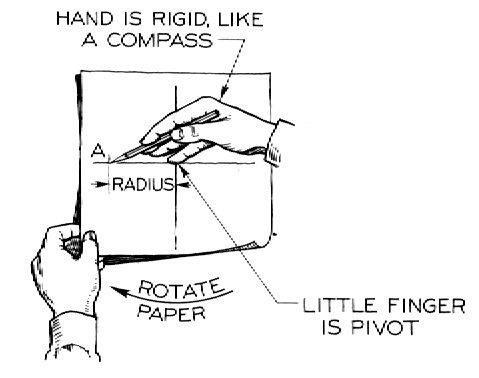 HAND IS RIGID, LIKE
A COMPASS
A
RADIUS
ROTATE
PAPER
LITTLE FINGER
IS PIVOT